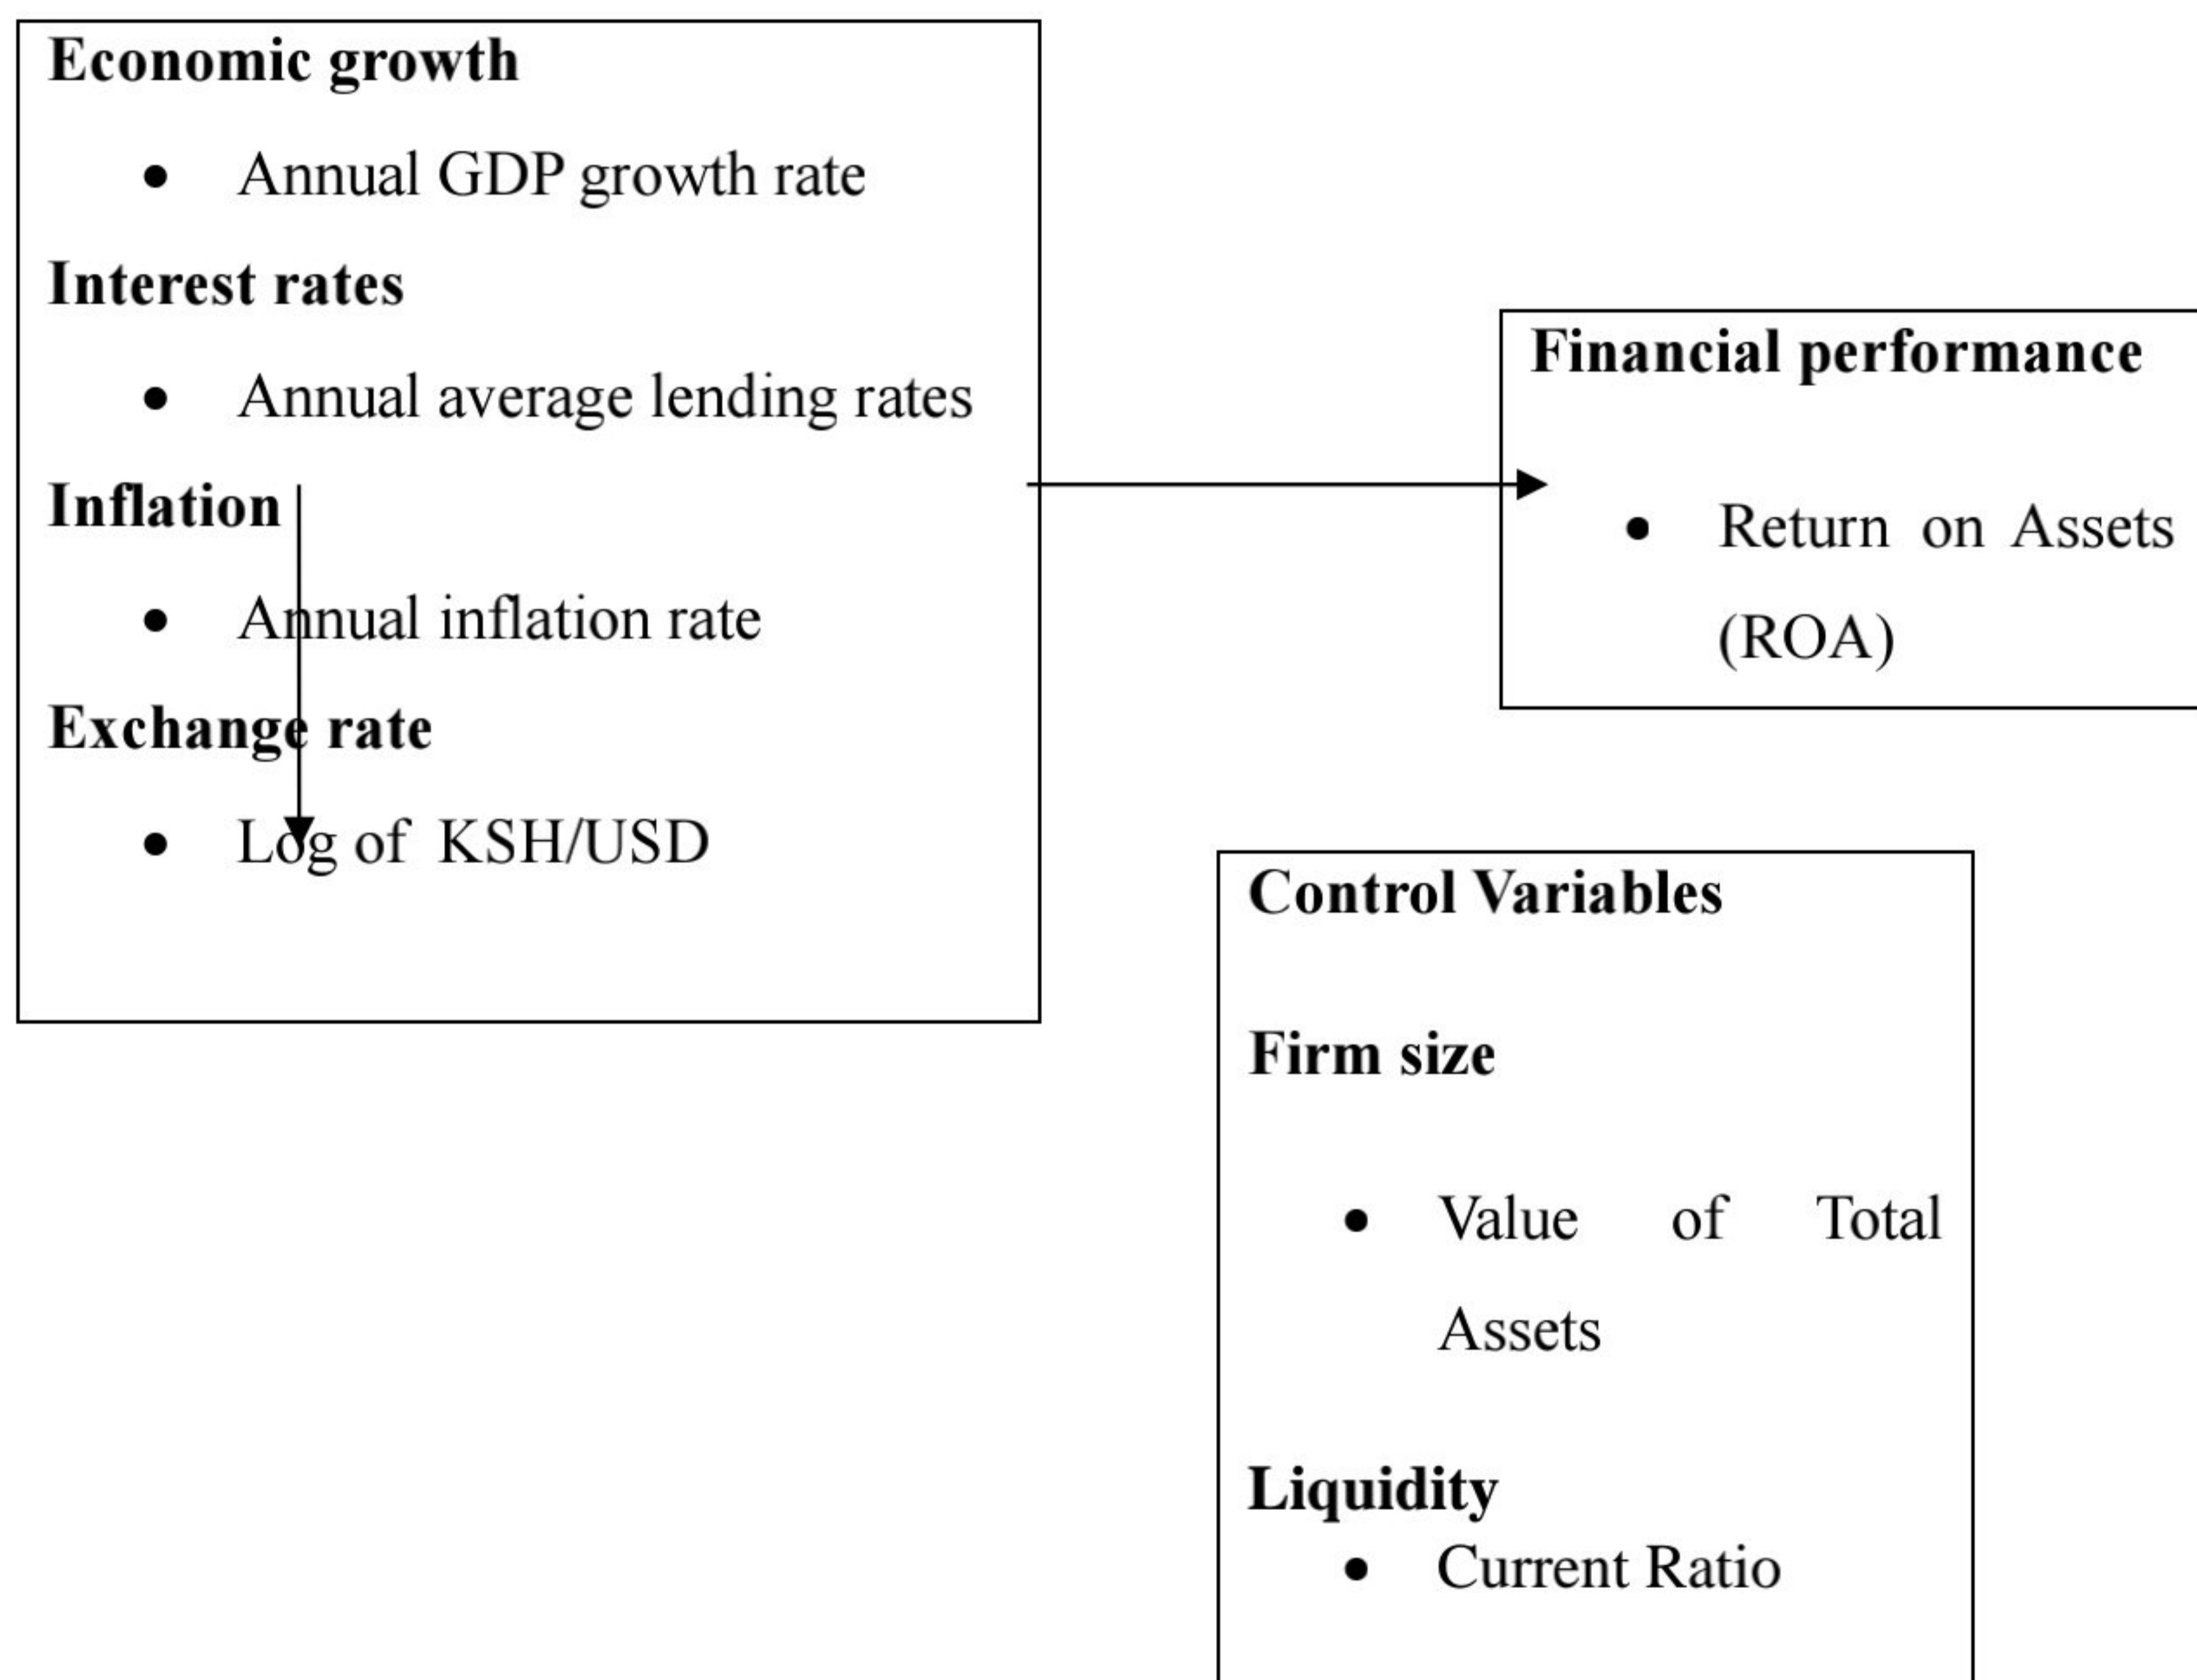 Economic growth
• Annual GDP growth rate
Interest rates
• Annual average lending rates
Inflation
• Annual inflation rate
Exchange rate
• Log of KSH/USD
Financial performance
• Return on Assets
(ROA)
Control Variables
Firm size
• Value of Total
Assets
Liquidity
• Current Ratio